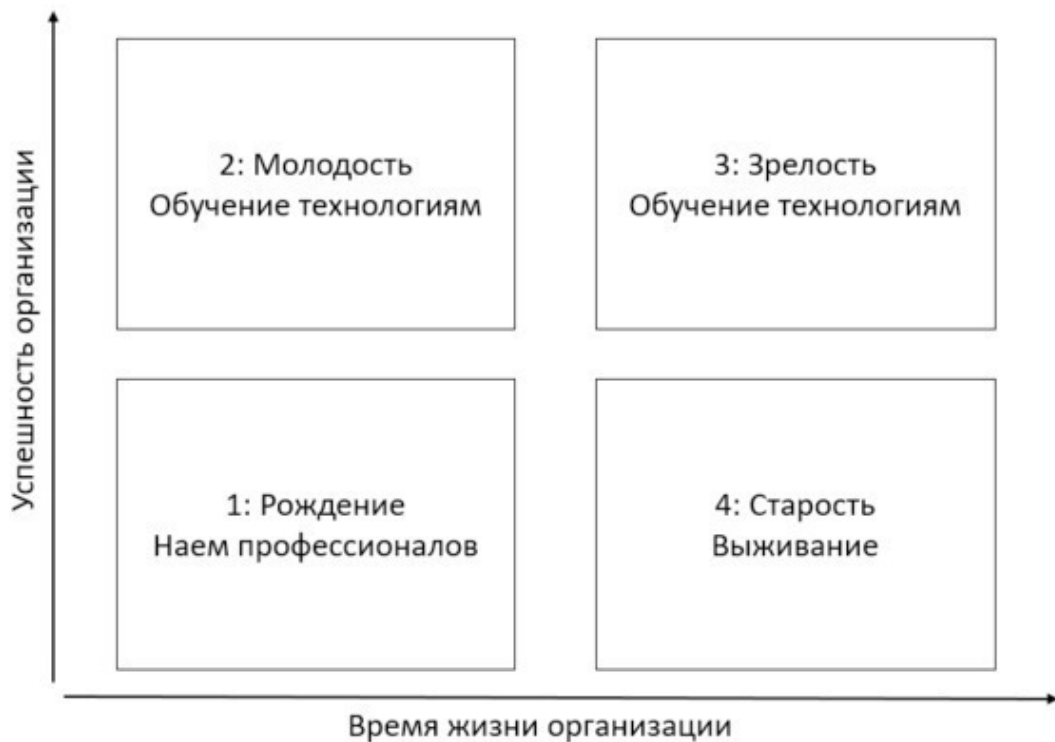 Успешность организации
2: Молодость
Обучение технологиям
3: Зрелость
Обучение технологиям
1: Рождение
Наем профессионалов
4: Старость
Выживание
Время жизни организации